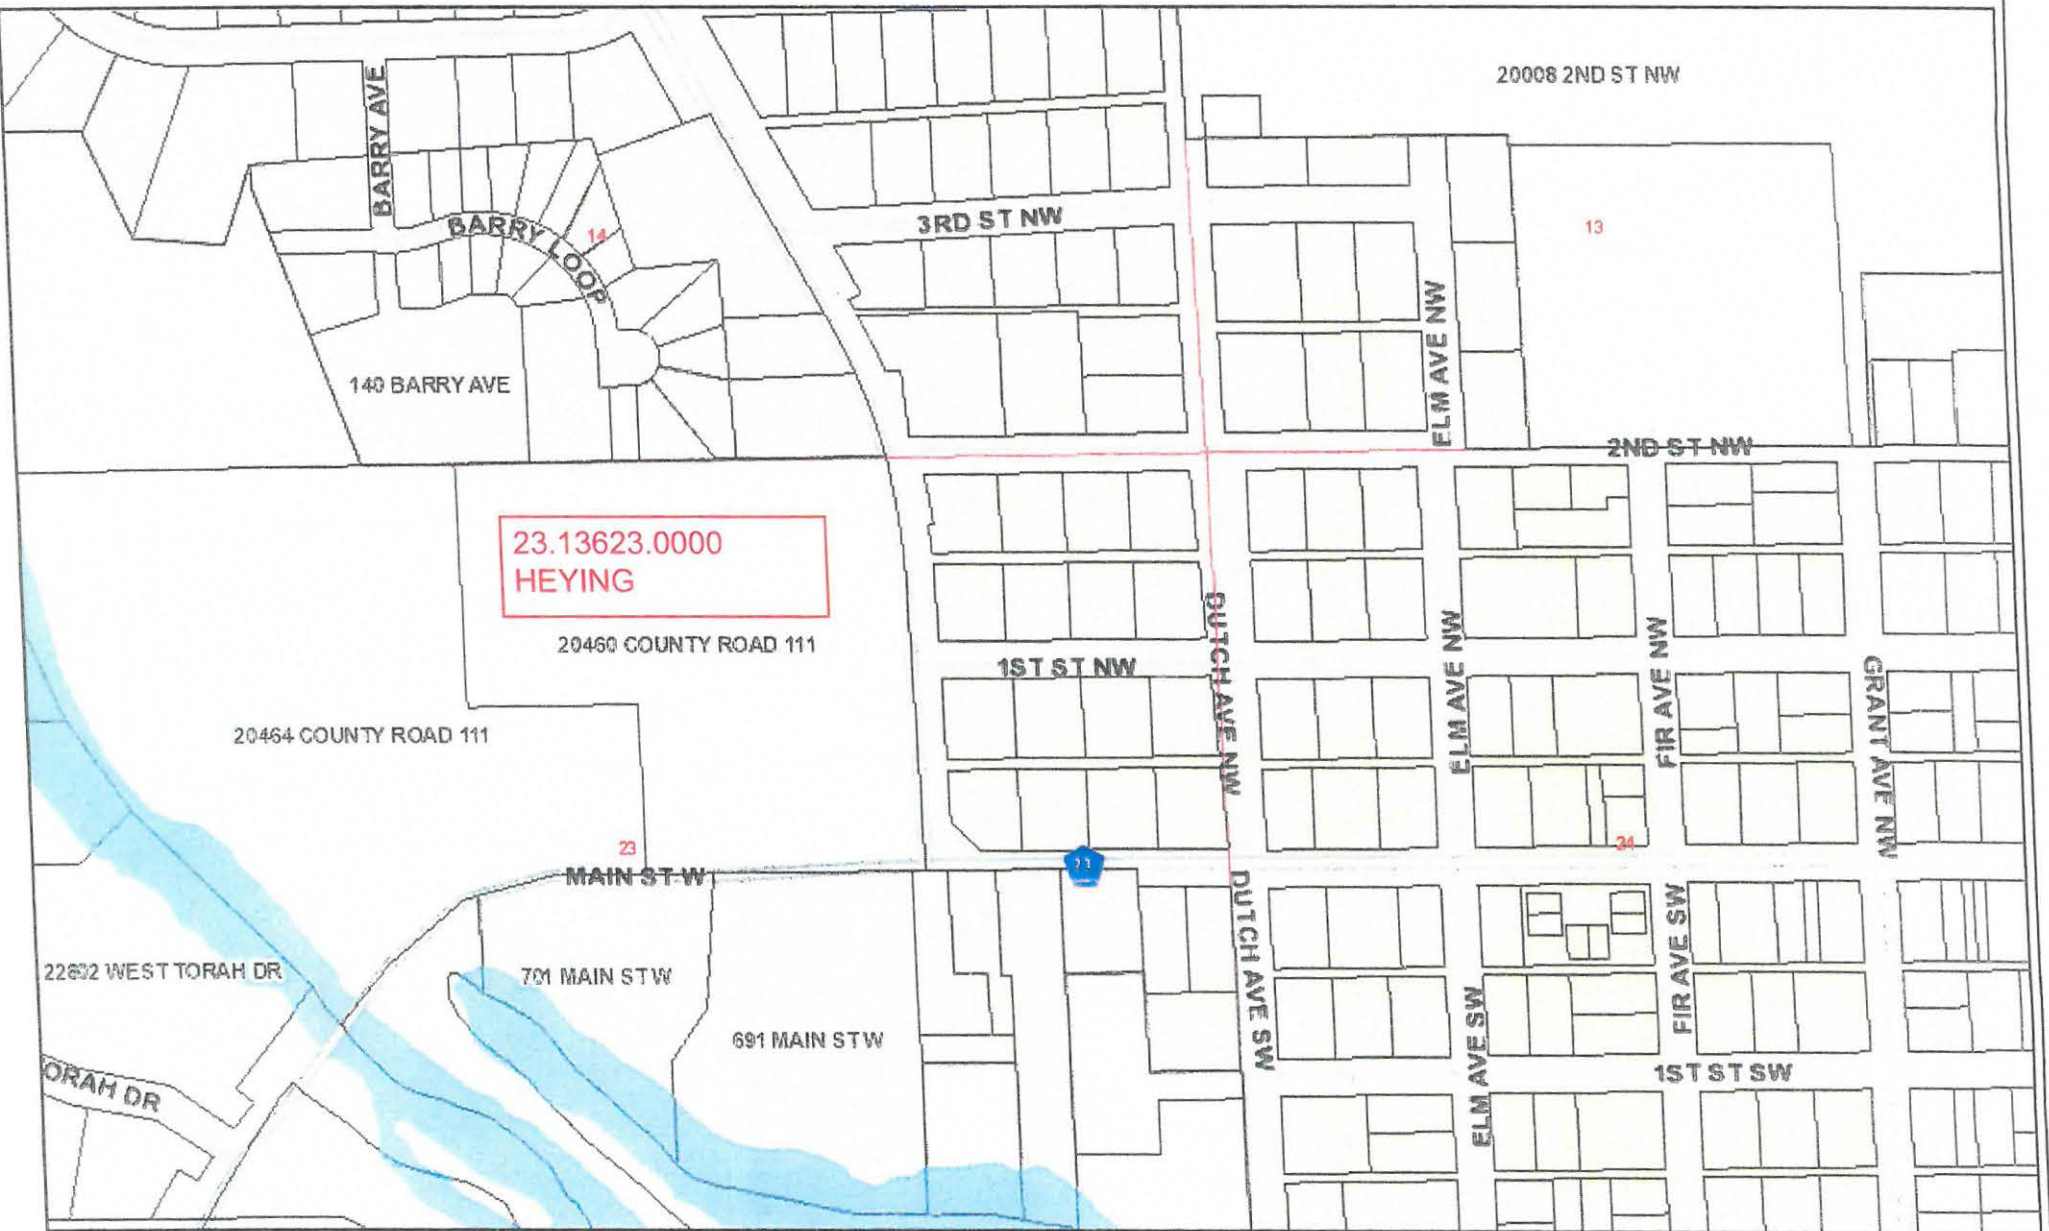 20008 2ND ST NW
BARRY AVE
BARRY LOOP
14
3RD ST NW
13
ELM AVE NW
140 BARRY AVE
2ND ST NW
23.13623.0000
HEYING
20460 COUNTY ROAD 111
1ST ST NW
DUTCH AVE NW
ELM AVE NW
FIR AVE NW
GRANT AVE NW
20464 COUNTY ROAD 111
23
24
MAIN ST W
DUTCH AVE SW
FIR AVE SW
22692 WEST TORAH DR
701 MAIN ST W
691 MAIN ST W
ELM AVE SW
1ST ST SW
ORAH DR